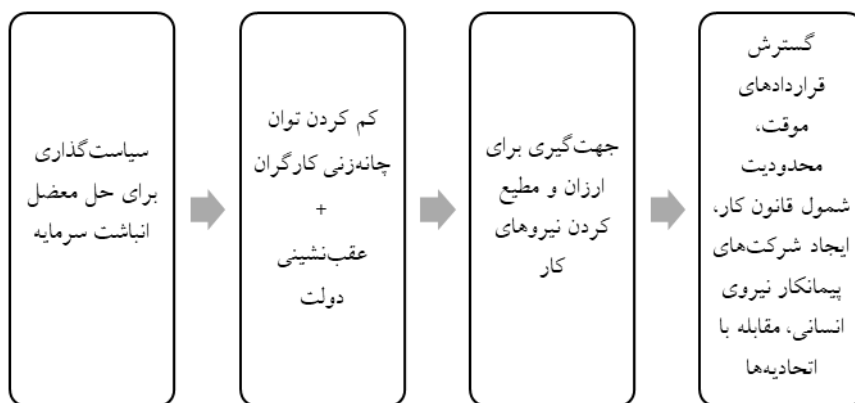 سیاست‌گذاری
برای حل معضل
انباشت سرمایه
کم کردن توان
چانه‌زنی کارگران
+
عقب‌نشینی
دولت
جهت‌گیری برای
ارزان و مطیع
کردن نیروهای
کار
گسترش
قراردادهای
موقت،
محدودیت
شمول قانون کار،
ایجاد شرکت‌های
پیمانکار نیروی
انسانی، مقابله با
اتحادیه‌ها